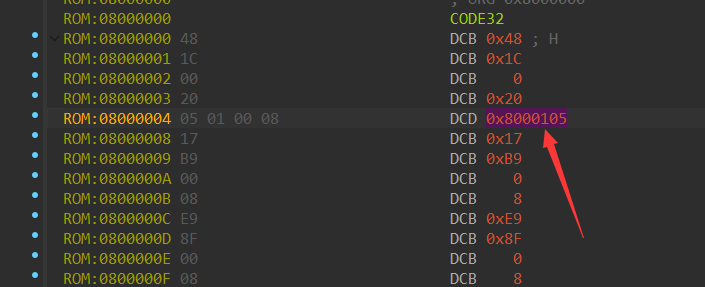 ROM:08000000 ; ORG 0x8000000
ROM:08000000 CODE32
ROM:08000000 48 DCB 0x48 ; H
ROM:08000001 1C DCB 0x1C
ROM:08000002 00 DCB 0
ROM:08000003 20 DCB 0x20
ROM:08000004 05 01 00 08 DCD 0x8000105
ROM:08000008 17 DCB 0x17
ROM:08000009 B9 DCB 0xB9
ROM:0800000A 00 DCB 0
ROM:0800000B 08 DCB 8
ROM:0800000C E9 DCB 0xE9
ROM:0800000D 8F DCB 0x8F
ROM:0800000E 00 DCB 0
ROM:0800000F 08 DCB 8